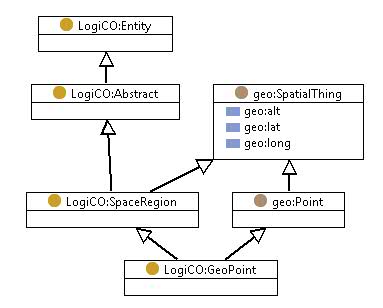 LogiCO:Entity
LogiCO:Abstract
geo:SpatialThing
geo:alt
geo:lat
geo:long
LogiCO:SpaceRegion
geo:Point
LogiCO:GeoPoint